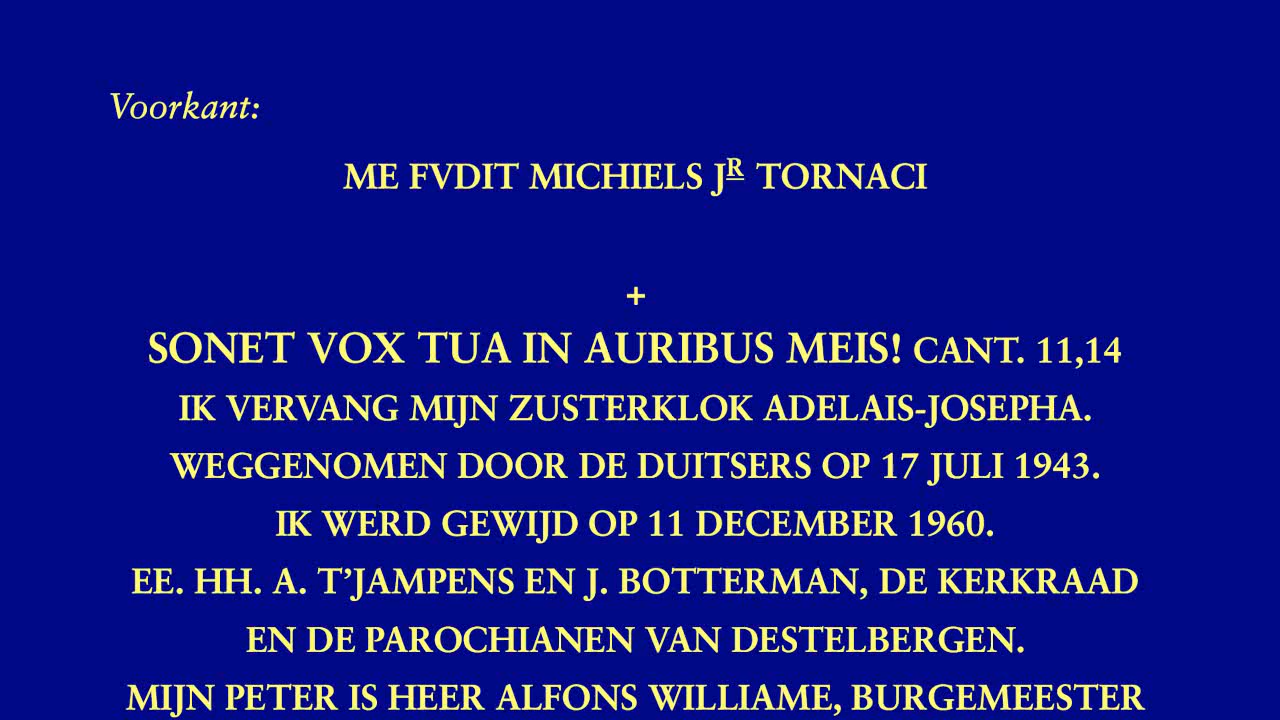 Voorkant:
ME FVDIT MICHIELS JR TORNACI
+
SONET VOX TUA IN AURIBUS MEIS! CANT. 11,14
IK VERVANG MIJN ZUSTERKLOK ADELAIS-JOSEPHA.
WEGGENOMEN DOOR DE DUITSERS OP 17 JULI 1943.
IK WERD GEWIJD OP 11 DECEMBER 1960.
EE. HH. A. T’JAMPENS EN J. BOTTERMAN, DE KERKRAAD
EN DE PAROCHIANEN VAN DESTELBERGEN.
MIJN PETER IS HEER ALFONS WILLIAME, BURGEMEESTER